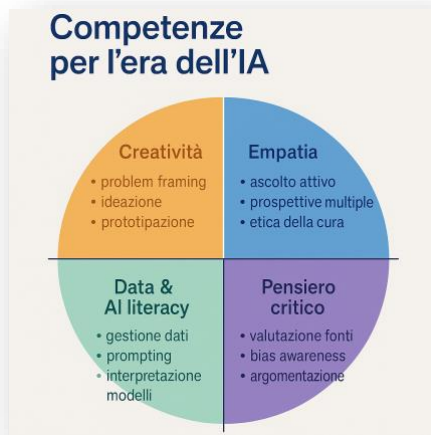 Competenze
per l'era dell'IA
Creatività
• problem framing
• ideazione
• prototipazione
Empatia
• ascolto attivo
• prospettive multiple
• etica della cura
Data &
AI literacy
• gestione dati
• prompting
• interpretazione
modelli
Pensiero
critico
• valutazione fonti
• bias awareness
• argomentazione